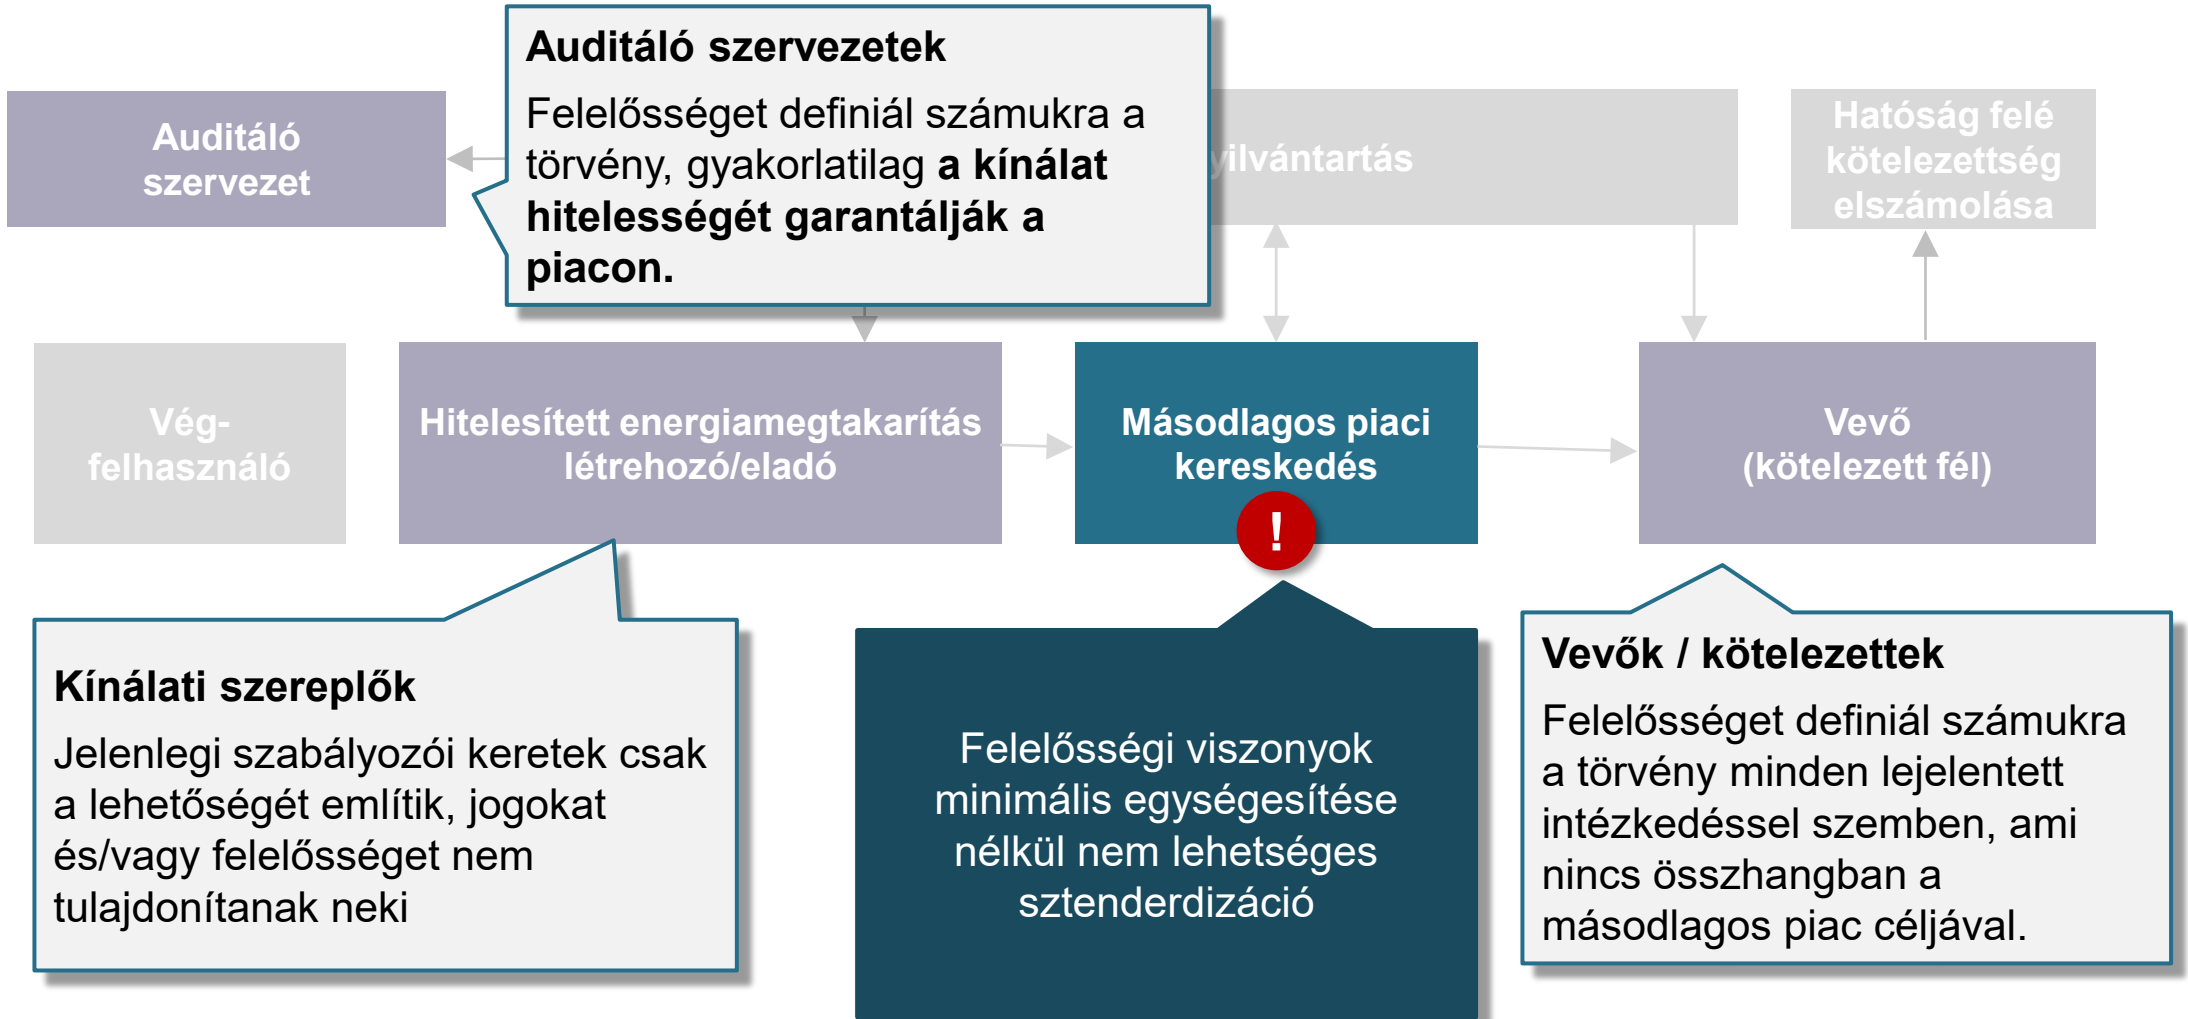 Auditáló szervezetek
Felelősséget definiál számukra a
törvény, gyakorlatilag a kínálat
hitelességét garantálják a
piacon.
Auditáló
szervezet
Hatóság felé
kötelezettség
elszámolása
Vég-
felhasználó
Hitelesített energiamegtakarítás
létrehozó/eladó
Másodlagos piaci
kereskedés
!
Vevő
(kötelezett fél)
Kínálati szereplők
Jelenlegi szabályozói keretek csak
a lehetőségét említik, jogokat
és/vagy felelősséget nem
tulajdonítanak neki
Felelősségi viszonyok
minimális egységesítése
nélkül nem lehetséges
sztenderdizáció
Vevők / kötelezettek
Felelősséget definiál számukra
a törvény minden lejelentett
intézkedéssel szemben, ami
nincs összhangban a
másodlagos piac céljával.